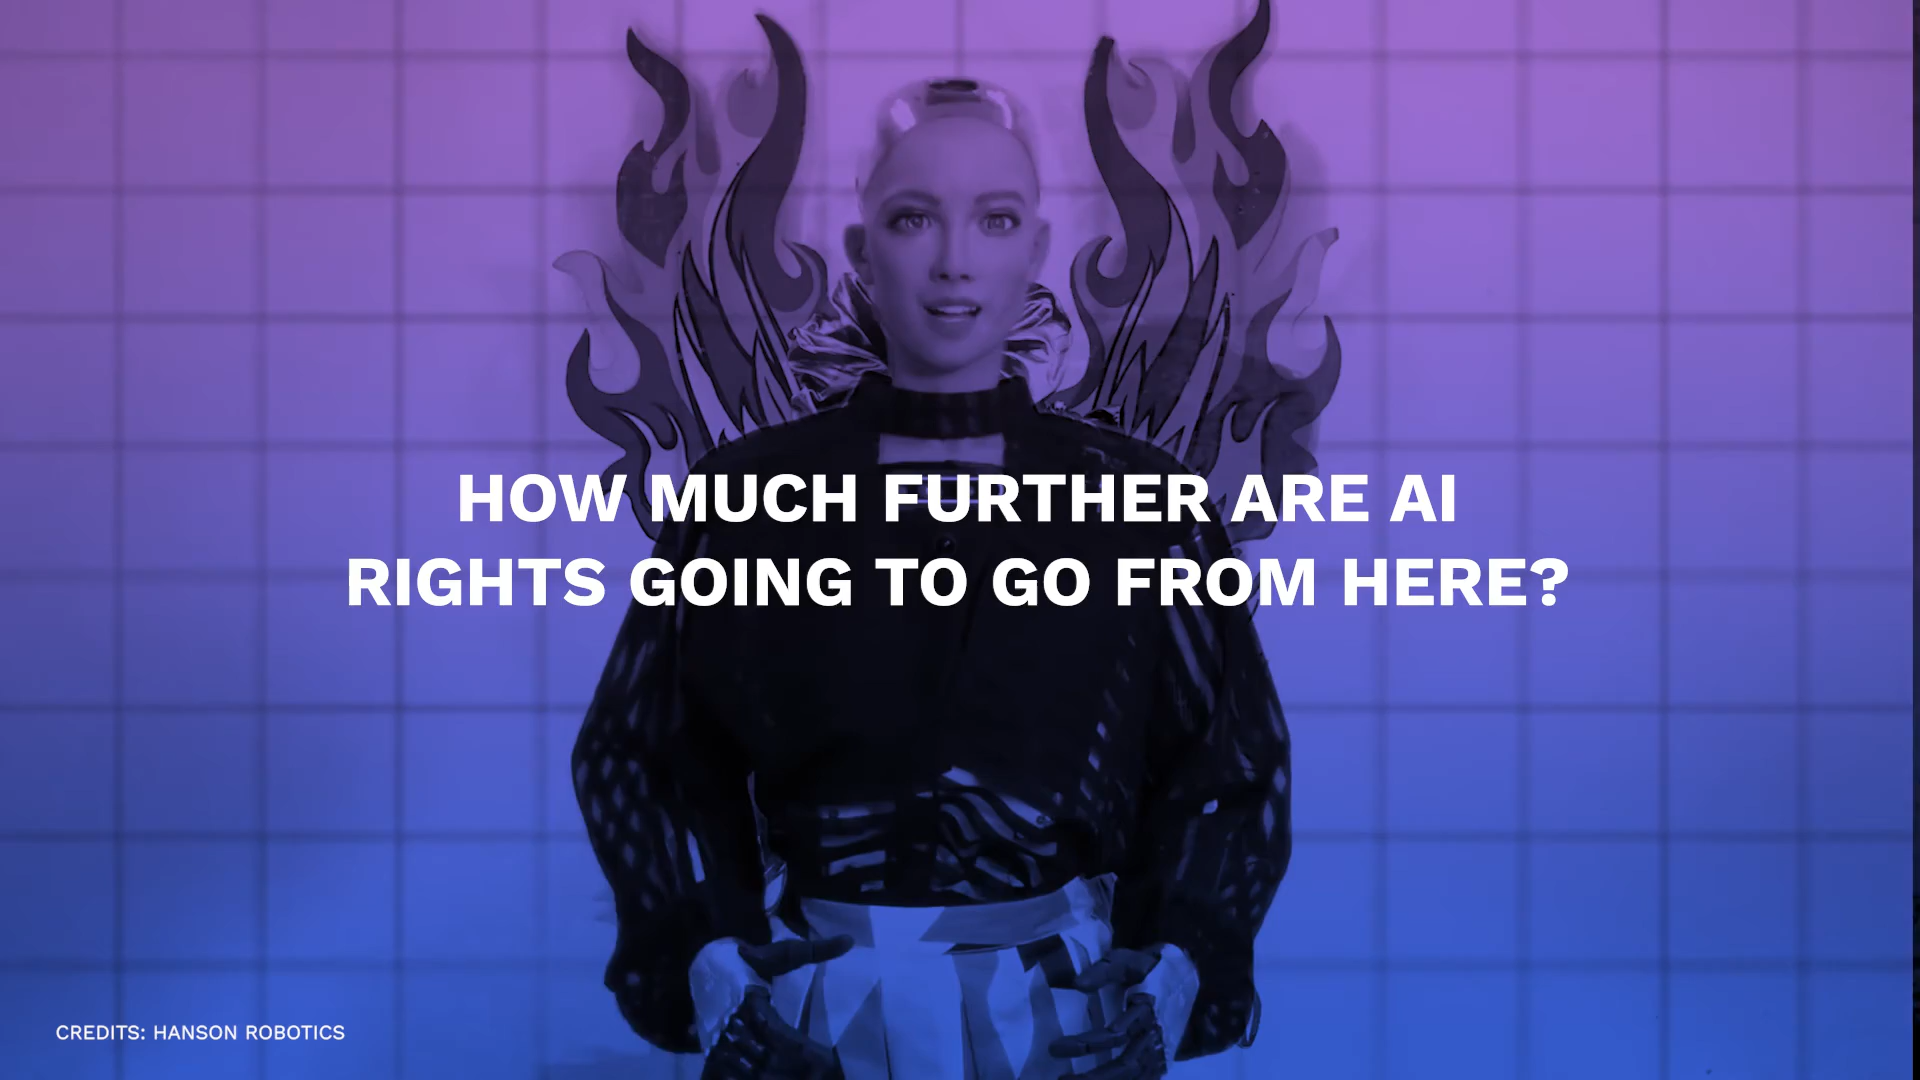 HOW MUCH FURTHER ARE AI
RIGHTS GOING TO GO FROM HERE?
CREDITS: HANSON ROBOTICS